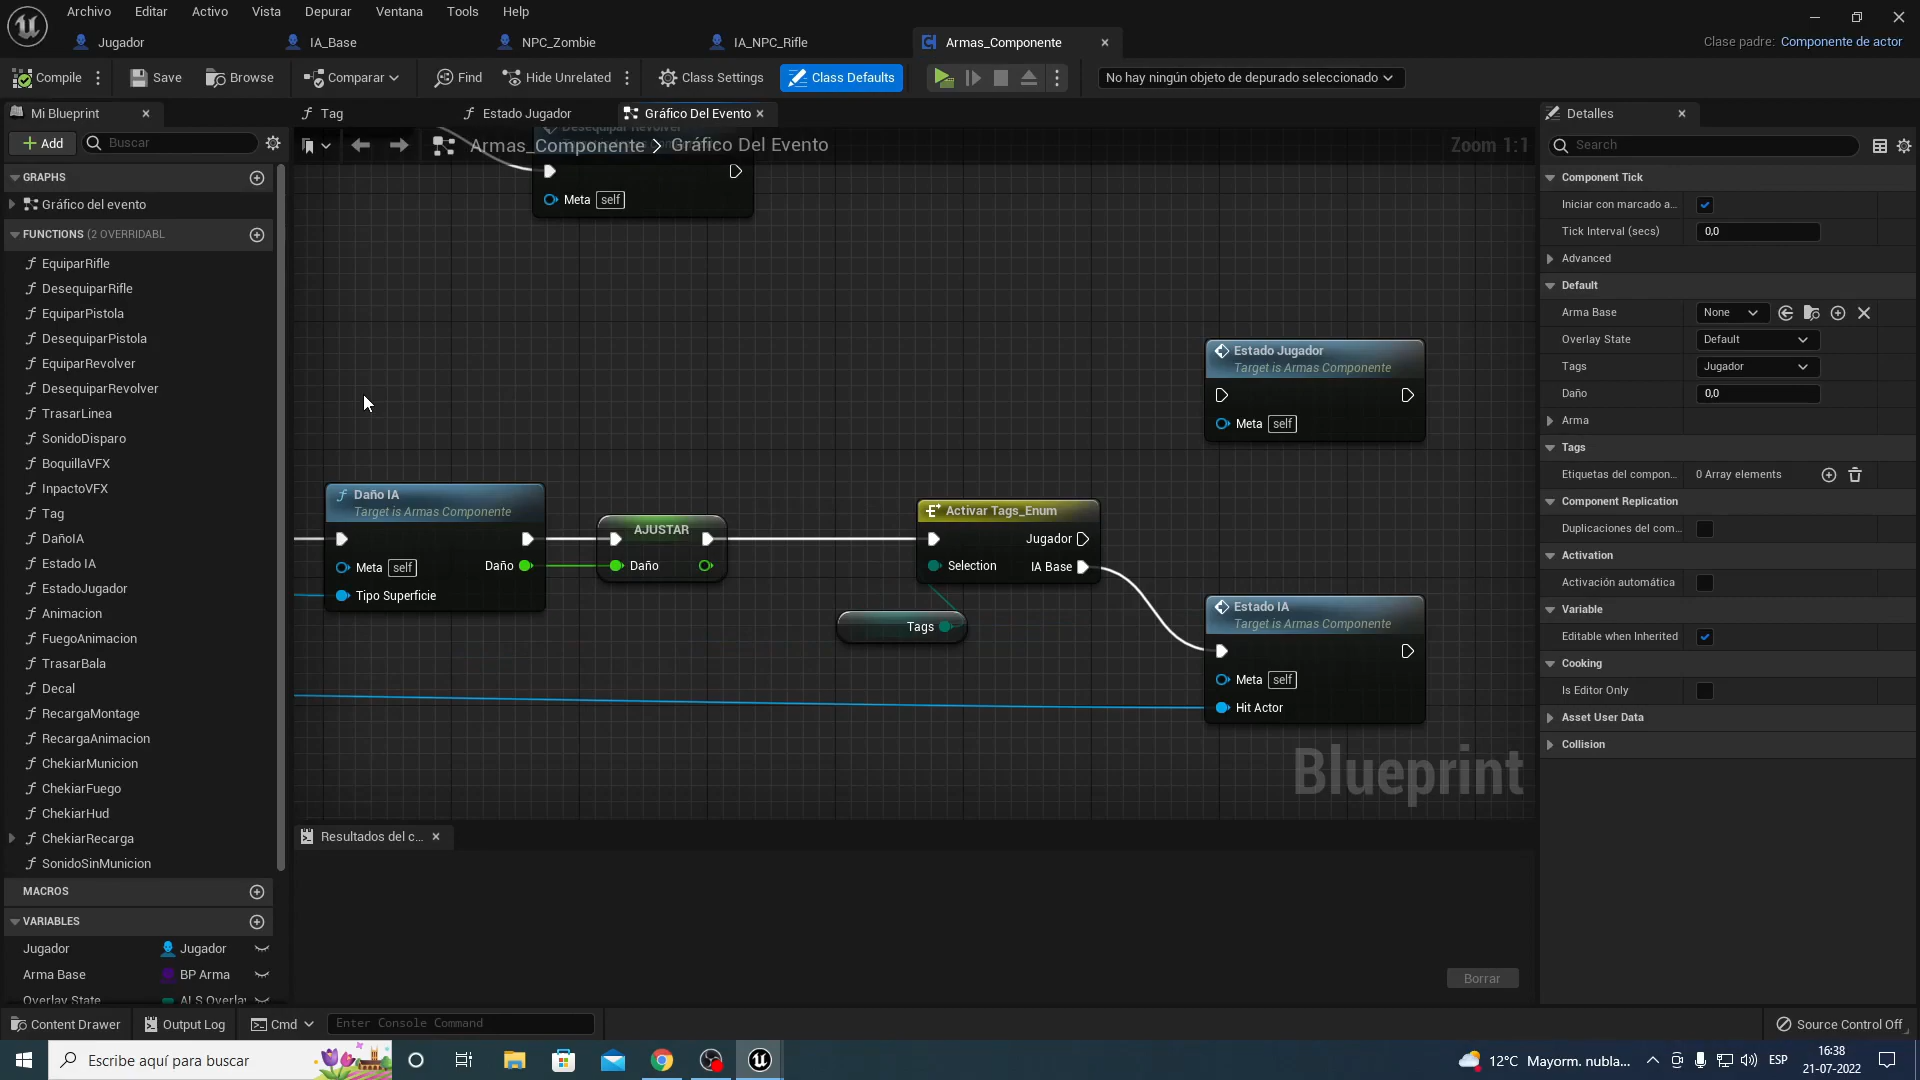 Archivo Editar Activo Vista Depurar Ventana Tools Help
Jugador IA_Base NPC_Zombie IA_NPC_Rifle Armas_Componente
Clase padre: Componente de actor
Compile Save Browse Comparar Find Hide Unrelated Class Settings Class Defaults No hay ningún objeto de depurado seleccionado
Mi Blueprint
Tag Estado Jugador Gráfico Del Evento
Detalles
Add Buscar
Armas_Componente > Gráfico Del Evento
Zoom 1:1
Search
GRAPHS
Gráfico del evento
FUNCTIONS (2 OVERRIDABL
EquiparRifle
DesequiparRifle
EquiparPistola
DesequiparPistola
EquiparRevolver
DesequiparRevolver
TrasarLinea
SonidoDisparo
BoquillaVFX
InpactoVFX
Tag
DañoIA
Estado IA
EstadoJugador
Animacion
FuegoAnimacion
TrasarBala
Decal
RecargaMontage
RecargaAnimacion
ChekiarMunicion
ChekiarFuego
ChekiarHud
ChekiarRecarga
SonidoSinMunicion
MACROS
VARIABLES
Jugador Jugador
Arma Base BP Arma
Overlay State ALS Overla
Desequipar Revolver
Meta self
Estado Jugador
Target is Armas Componente
Meta self
Daño IA
Target is Armas Componente
Meta self Daño
Tipo Superficie
AJUSTAR
Daño
Activar Tags_Enum
Jugador
Selection IA Base
Tags
Estado IA
Target is Armas Componente
Meta self
Hit Actor
Blueprint
Resultados del c...
Borrar
Component Tick
Iniciar con marcado a...
Tick Interval (secs) 0,0
Advanced
Default
Arma Base None
Overlay State Default
Tags Jugador
Daño 0,0
Arma
Tags
Etiquetas del compon... 0 Array elements
Component Replication
Duplicaciones del com...
Activation
Activación automática
Variable
Editable when Inherited
Cooking
Is Editor Only
Asset User Data
Collision
Content Drawer Output Log Cmd Enter Console Command
Source Control Off
Escribe aquí para buscar
12°C Mayorm. nubla...
ESP
16:38
21-07-2022